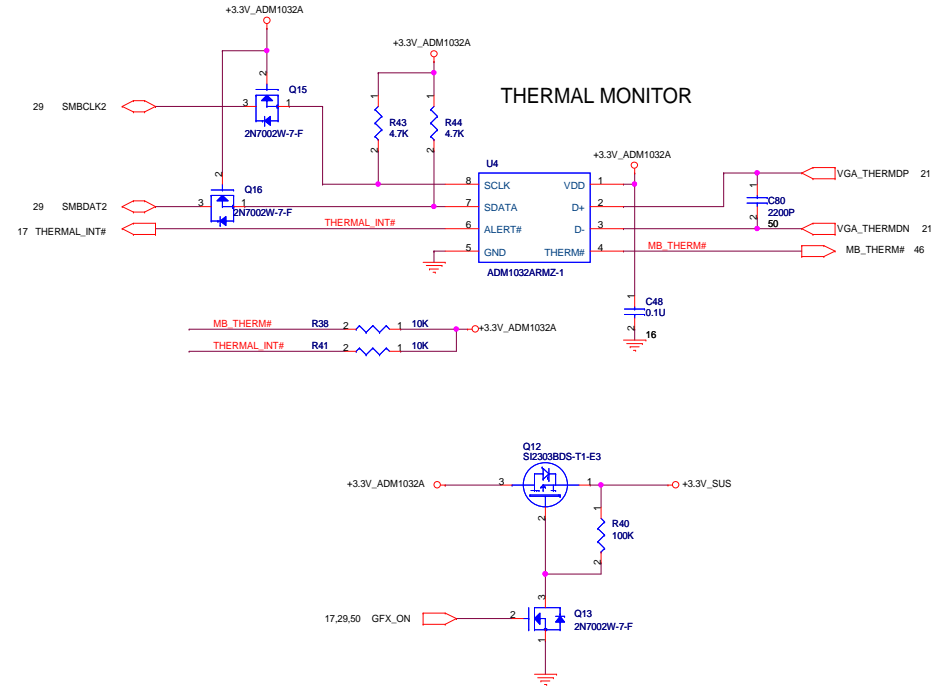 +3.3V_ADM1032A
+3.3V_ADM1032A
THERMAL MONITOR
2
Q15
29 SMBCLK2
3
1
2N7002W-7-F
1
1
R43
4.7K
R44
4.7K
2
2
+3.3V_ADM1032A
U4
2
Q16
29 SMBDAT2
3
1
2N7002W-7-F
8 SCLK
VDD 1
7 SDATA
D+ 2
6 ALERT#
D- 3
5 GND
THERM# 4
ADM1032ARMZ-1
17 THERMAL_INT#
THERMAL_INT#
VGA_THERMDP 21
1
C80
2200P
2
50
VGA_THERMDN 21
MB_THERM#
MB_THERM# 46
1
C48
0.1U
2
16
MB_THERM# R38 2 1 10K
+3.3V_ADM1032A
THERMAL_INT# R41 2 1 10K
Q12
SI2303BDS-T1-E3
+3.3V_ADM1032A
3
1
+3.3V_SUS
2
1
R40
100K
2
3
Q13
17,29,50 GFX_ON
2
2N7002W-7-F
1